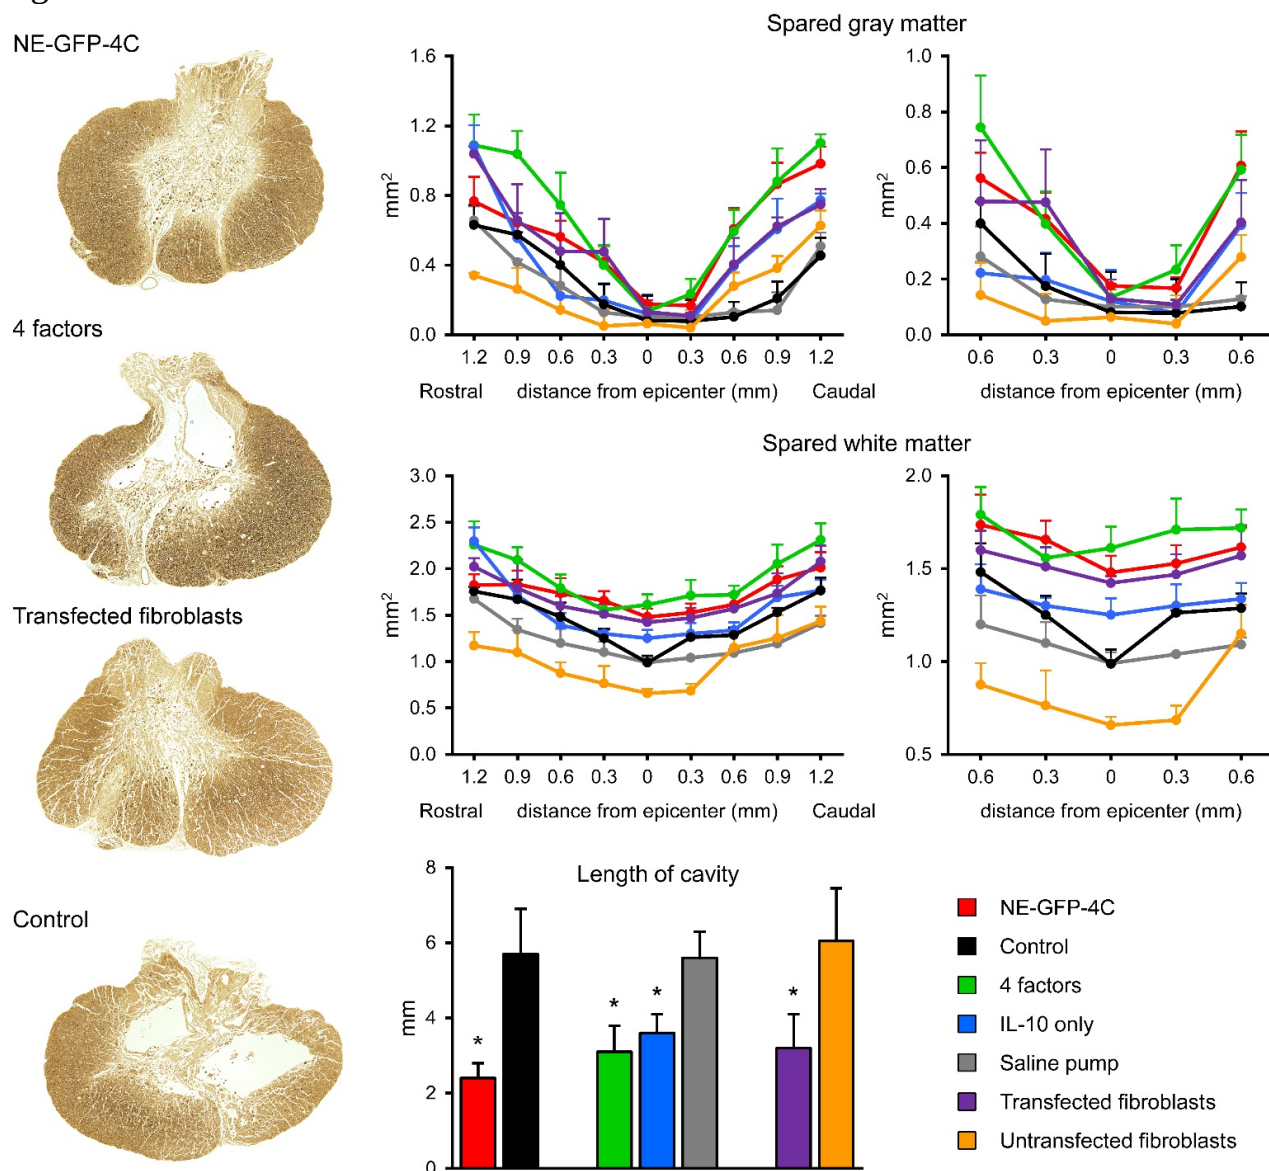 NE-GFP-4C
4 factors
Transfected fibroblasts
Control
Spared gray matter
mm²
1.6
1.2
0.8
0.4
0.0
1.2 0.9 0.6 0.3 0 0.3 0.6 0.9 1.2
Rostral distance from epicenter (mm) Caudal
mm²
1.0
0.8
0.6
0.4
0.2
0.0
0.6 0.3 0 0.3 0.6
distance from epicenter (mm)
Spared white matter
mm²
3.0
2.5
2.0
1.5
1.0
0.5
0.0
1.2 0.9 0.6 0.3 0 0.3 0.6 0.9 1.2
Rostral distance from epicenter (mm) Caudal
mm²
2.0
1.5
1.0
0.5
0.6 0.3 0 0.3 0.6
distance from epicenter (mm)
Length of cavity
mm
8
6
4
2
0
* * * *
NE-GFP-4C
Control
4 factors
IL-10 only
Saline pump
Transfected fibroblasts
Untransfected fibroblasts